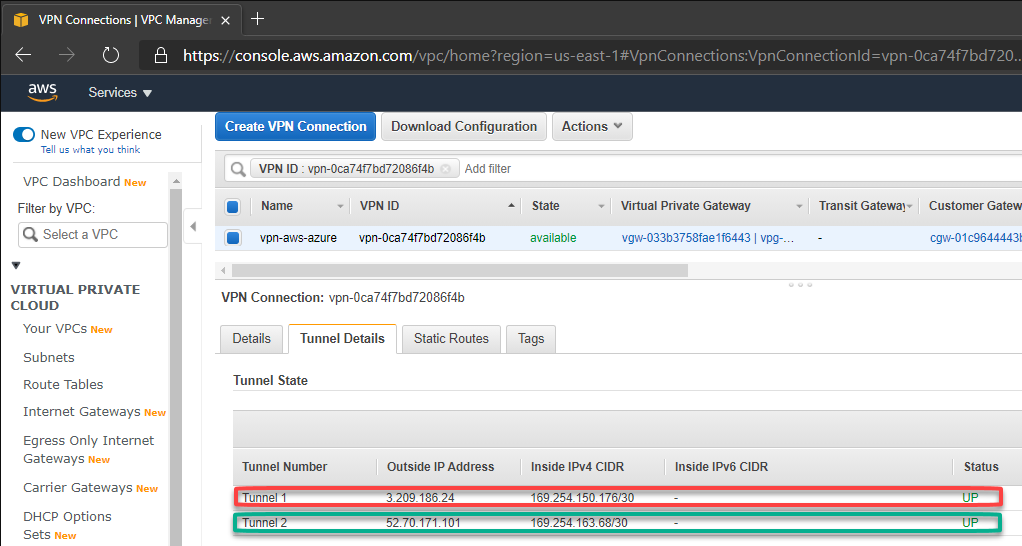 VPN Connections | VPC Manager
https://console.aws.amazon.com/vpc/home?region=us-east-1#VpnConnections:VpnConnectionId=vpn-0ca74f7bd720...
aws Services
New VPC Experience
Tell us what you think
VPC Dashboard New
Filter by VPC:
Select a VPC
VIRTUAL PRIVATE
CLOUD
Your VPCs New
Subnets
Route Tables
Internet Gateways New
Egress Only Internet
Gateways New
Carrier Gateways New
DHCP Options
Sets New
Create VPN Connection Download Configuration Actions
VPN ID : vpn-0ca74f7bd72086f4b Add filter
Name VPN ID State Virtual Private Gateway Transit Gateway Customer Gatew
vpn-aws-azure vpn-0ca74f7bd72086f4b available vgw-033b3758fae1f6443 | vpg-... - cgw-01c9644443b
VPN Connection: vpn-0ca74f7bd72086f4b
Details Tunnel Details Static Routes Tags
Tunnel State
Tunnel Number Outside IP Address Inside IPv4 CIDR Inside IPv6 CIDR Status
Tunnel 1 3.209.186.24 169.254.150.176/30 - UP
Tunnel 2 52.70.171.101 169.254.163.68/30 - UP